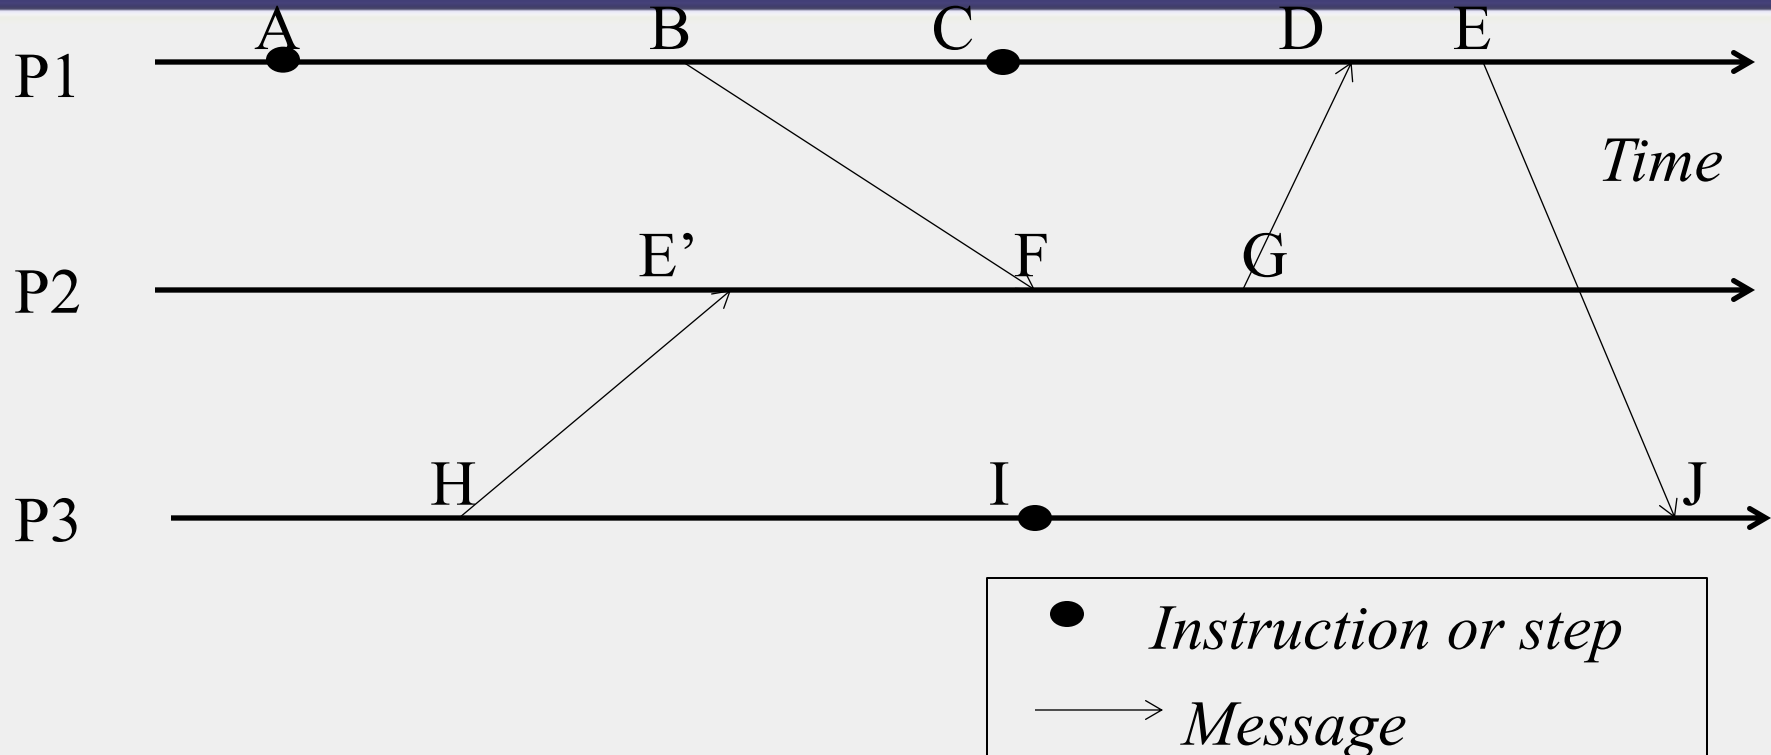 A B C D E
P1
Time
E’ F G
P2
H I J
P3
Instruction or step
Message